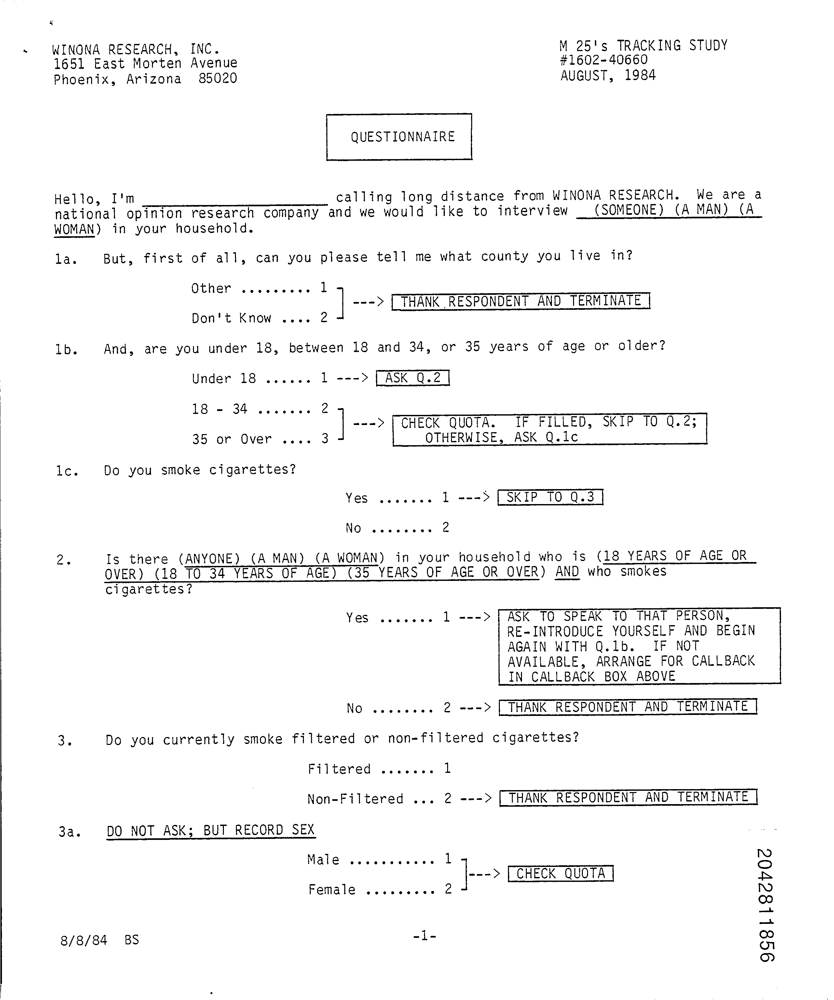 WINONA RESEARCH, INC.
1651 East Morten Avenue
Phoenix, Arizona 85020
M 25's TRACKING STUDY
#1602-40660
AUGUST, 1984
QUESTIONNAIRE
Hello, I'm ____________________ calling long distance from WINONA RESEARCH. We are a
national opinion research company and we would like to interview (SOMEONE) (A MAN) (A
WOMAN) in your household.
1a. But, first of all, can you please tell me what county you live in?
Other ......... 1
---> THANK RESPONDENT AND TERMINATE
Don't Know .... 2
1b. And, are you under 18, between 18 and 34, or 35 years of age or older?
Under 18 ...... 1 ---> ASK Q.2
18 - 34 ....... 2
---> CHECK QUOTA. IF FILLED, SKIP TO Q.2;
OTHERWISE, ASK Q.1c
35 or Over .... 3
1c. Do you smoke cigarettes?
Yes ....... 1 ---> SKIP TO Q.3
No ........ 2
2. Is there (ANYONE) (A MAN) (A WOMAN) in your household who is (18 YEARS OF AGE OR
OVER) (18 TO 34 YEARS OF AGE) (35 YEARS OF AGE OR OVER) AND who smokes
cigarettes?
Yes ....... 1 ---> ASK TO SPEAK TO THAT PERSON,
RE-INTRODUCE YOURSELF AND BEGIN
AGAIN WITH Q.1b. IF NOT
AVAILABLE, ARRANGE FOR CALLBACK
IN CALLBACK BOX ABOVE
No ........ 2 ---> THANK RESPONDENT AND TERMINATE
3. Do you currently smoke filtered or non-filtered cigarettes?
Filtered ....... 1
Non-Filtered ... 2 ---> THANK RESPONDENT AND TERMINATE
3a. DO NOT ASK; BUT RECORD SEX
Male ........... 1
---> CHECK QUOTA
Female ......... 2
8/8/84 BS
-1-
2042811856